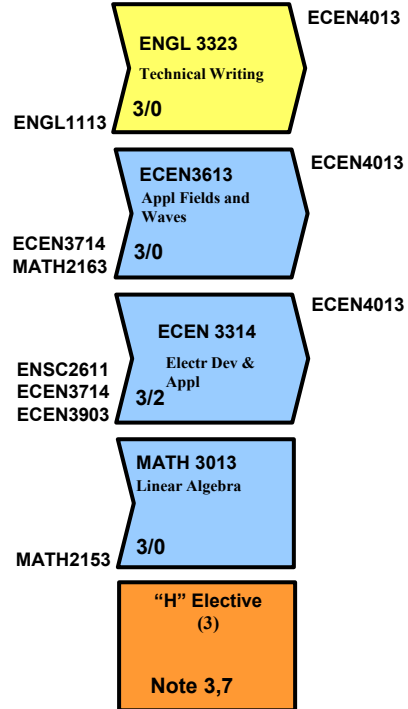 ECEN4013
ENGL 3323
Technical Writing
3/0
ENGL1113
ECEN4013
ECEN3613
Appl Fields and
Waves
3/0
ECEN3714
MATH2163
ECEN4013
ECEN 3314
Electr Dev &
Appl
3/2
ENSC2611
ECEN3714
ECEN3903
MATH 3013
Linear Algebra
3/0
MATH2153
“H” Elective
(3)
Note 3,7